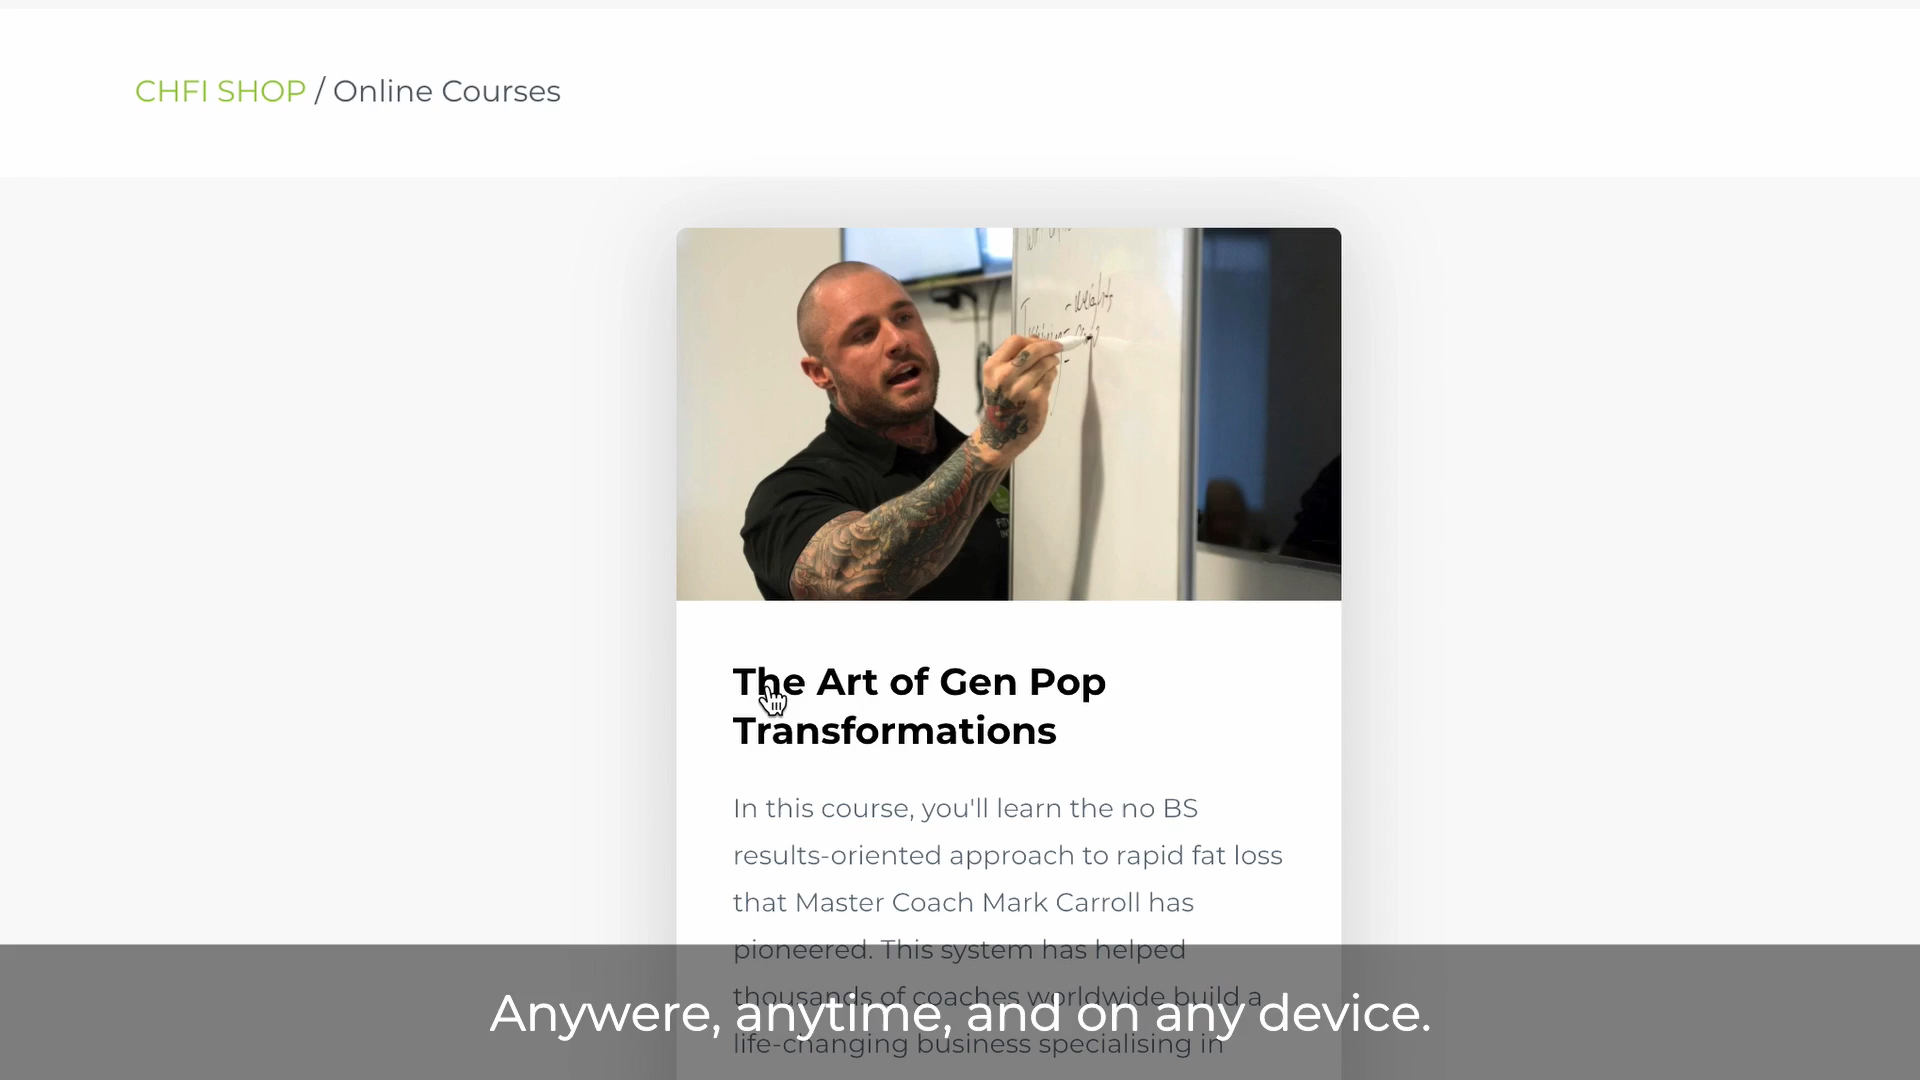 CHFI SHOP / Online Courses
- weights
The Art of Gen Pop
Transformations
In this course, you'll learn the no BS
results-oriented approach to rapid fat loss
that Master Coach Mark Carroll has
pioneered. This system has helped
thousands of coaches worldwide build a
life-changing business specialising in
Anywere, anytime, and on any device.